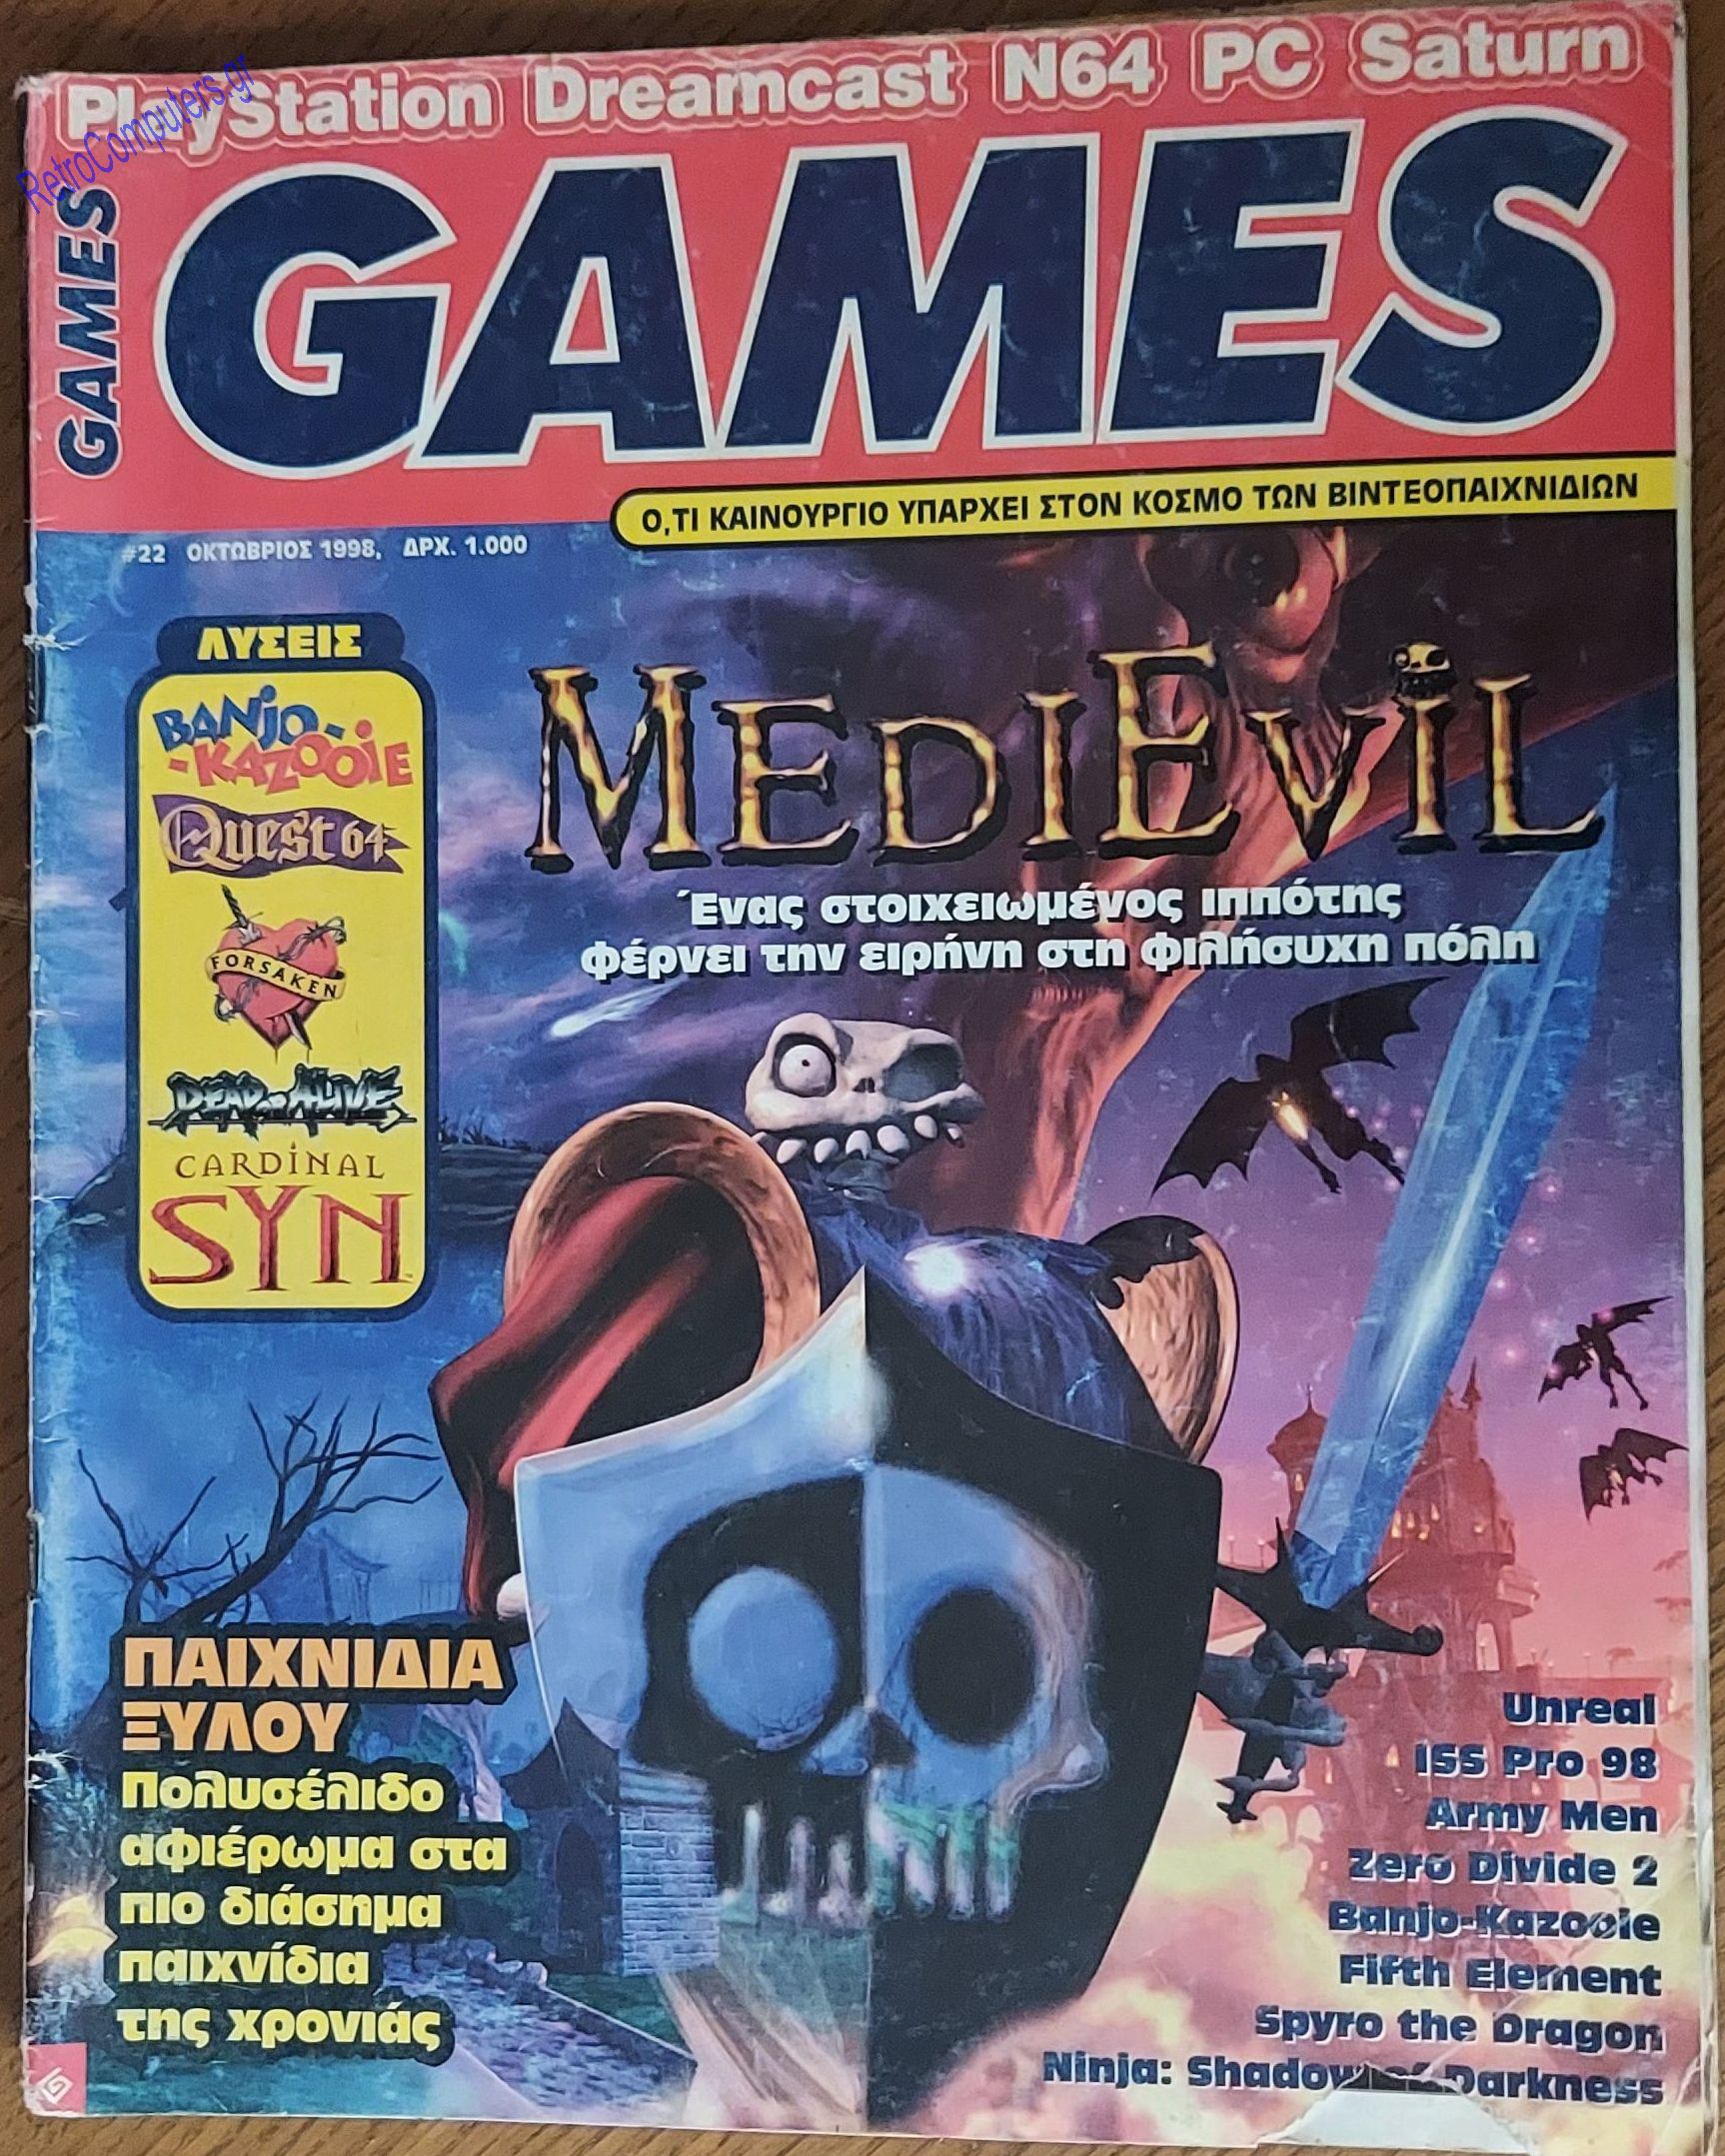 PlayStation Dreamcast N64 PC Saturn
RetroComputers.gr
GAMES
GAMES
Ο,ΤΙ ΚΑΙΝΟΥΡΓΙΟ ΥΠΑΡΧΕΙ ΣΤΟΝ ΚΟΣΜΟ ΤΩΝ ΒΙΝΤΕΟΠΑΙΧΝΙΔΙΩΝ
#22 ΟΚΤΩΒΡΙΟΣ 1998, ΔΡΧ. 1.000
ΛΥΣΕΙΣ
BANJO-
-KAZOOIE
Quest 64
FORSAKEN
DEAD OR ALIVE
CARDINAL
SYN
MEDIEVIL
Ένας στοιχειωμένος ιππότης
φέρνει την ειρήνη στη φιλήσυχη πόλη
ΠΑΙΧΝΙΔΙΑ
ΞΥΛΟΥ
Πολυσέλιδο
αφιέρωμα στα
πιο διάσημα
παιχνίδια
της χρονιάς
Unreal
ISS Pro 98
Army Men
Zero Divide 2
Banjo-Kazooie
Fifth Element
Spyro the Dragon
Ninja: Shadow of Darkness